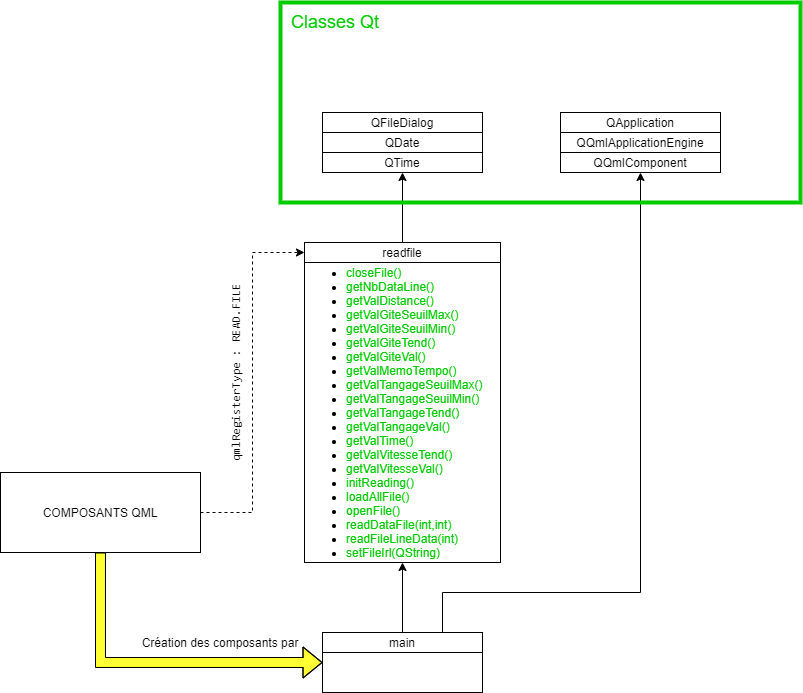 Classes Qt
QFileDialog
QDate
QTime
QApplication
QQmlApplicationEngine
QQmlComponent
readfile
closeFile()
getNbDataLine()
getValDistance()
getValGiteSeuilMax()
getValGiteSeuilMin()
getValGiteTend()
getValGiteVal()
getValMemoTempo()
getValTangageSeuilMax()
getValTangageSeuilMin()
getValTangageTend()
getValTangageVal()
getValTime()
getValVitesseTend()
getValVitesseVal()
initReading()
loadAllFile()
openFile()
readDataFile(int,int)
readFileLineData(int)
setFileIrl(QString)
qmlRegisterType : READ.FILE
COMPOSANTS QML
Création des composants par
main